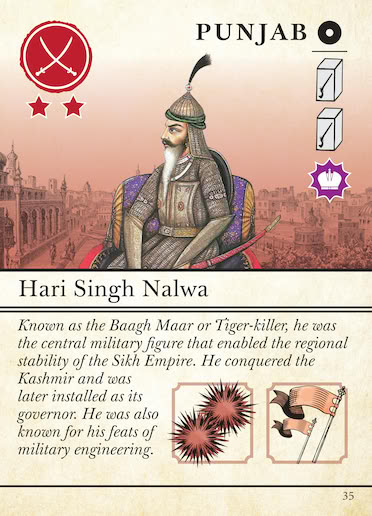 PUNJAB
Hari Singh Nalwa
Known as the Baagh Maar or Tiger-killer, he was
the central military figure that enabled the regional
stability of the Sikh Empire. He conquered the
Kashmir and was
later installed as its
governor. He was also
known for his feats of
military engineering.
35